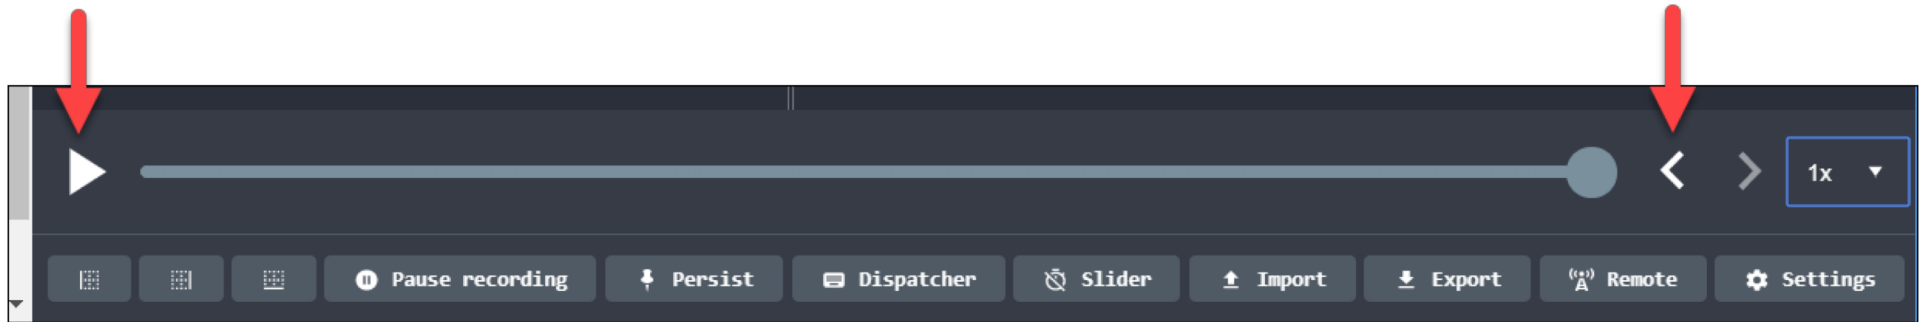 1x
Pause recording
Persist
Dispatcher
Slider
Import
Export
Remote
Settings